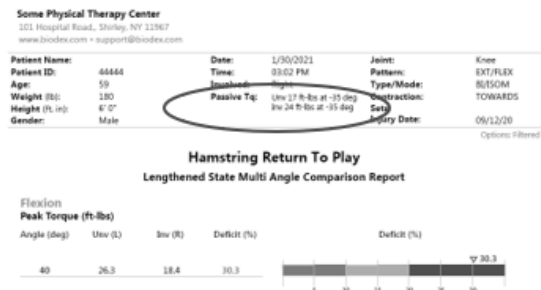 Some Physical Therapy Center
101 Hospital Road., Shirley, NY 11967
www.biodex.com • support@biodex.com
Patient Name: Date: 1/30/2021 Joint: Knee
Patient ID: 44444 Time: 03:02 PM Pattern: EXT/FLEX
Age: 59 Involved: Right Type/Mode: BI/ISOM
Weight (lb): 180 Passive Tq: Unv 17 ft-lbs at -35 deg Contraction: TOWARDS
Height (ft. in): 6' 0" Inv 24 ft-lbs at -35 deg Sets
Gender: Male Injury Date: 09/12/20
Options: Filtered
Hamstring Return To Play
Lengthened State Multi Angle Comparison Report
Flexion
Peak Torque (ft-lbs)
Angle (deg) Unv (L) Inv (R) Deficit (%) Deficit (%)
30.3
40 26.3 18.4 30.3